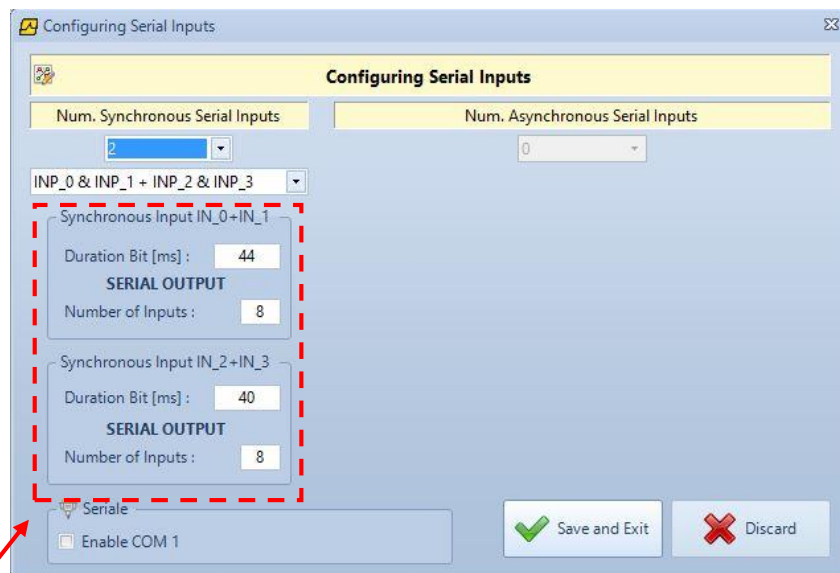 Configuring Serial Inputs
Configuring Serial Inputs
Num. Synchronous Serial Inputs
Num. Asynchronous Serial Inputs
2
0
INP_0 & INP_1 + INP_2 & INP_3
Synchronous Input IN_0+IN_1
Duration Bit [ms] : 44
SERIAL OUTPUT
Number of Inputs : 8
Synchronous Input IN_2+IN_3
Duration Bit [ms] : 40
SERIAL OUTPUT
Number of Inputs : 8
Seriale
Enable COM 1
Save and Exit
Discard